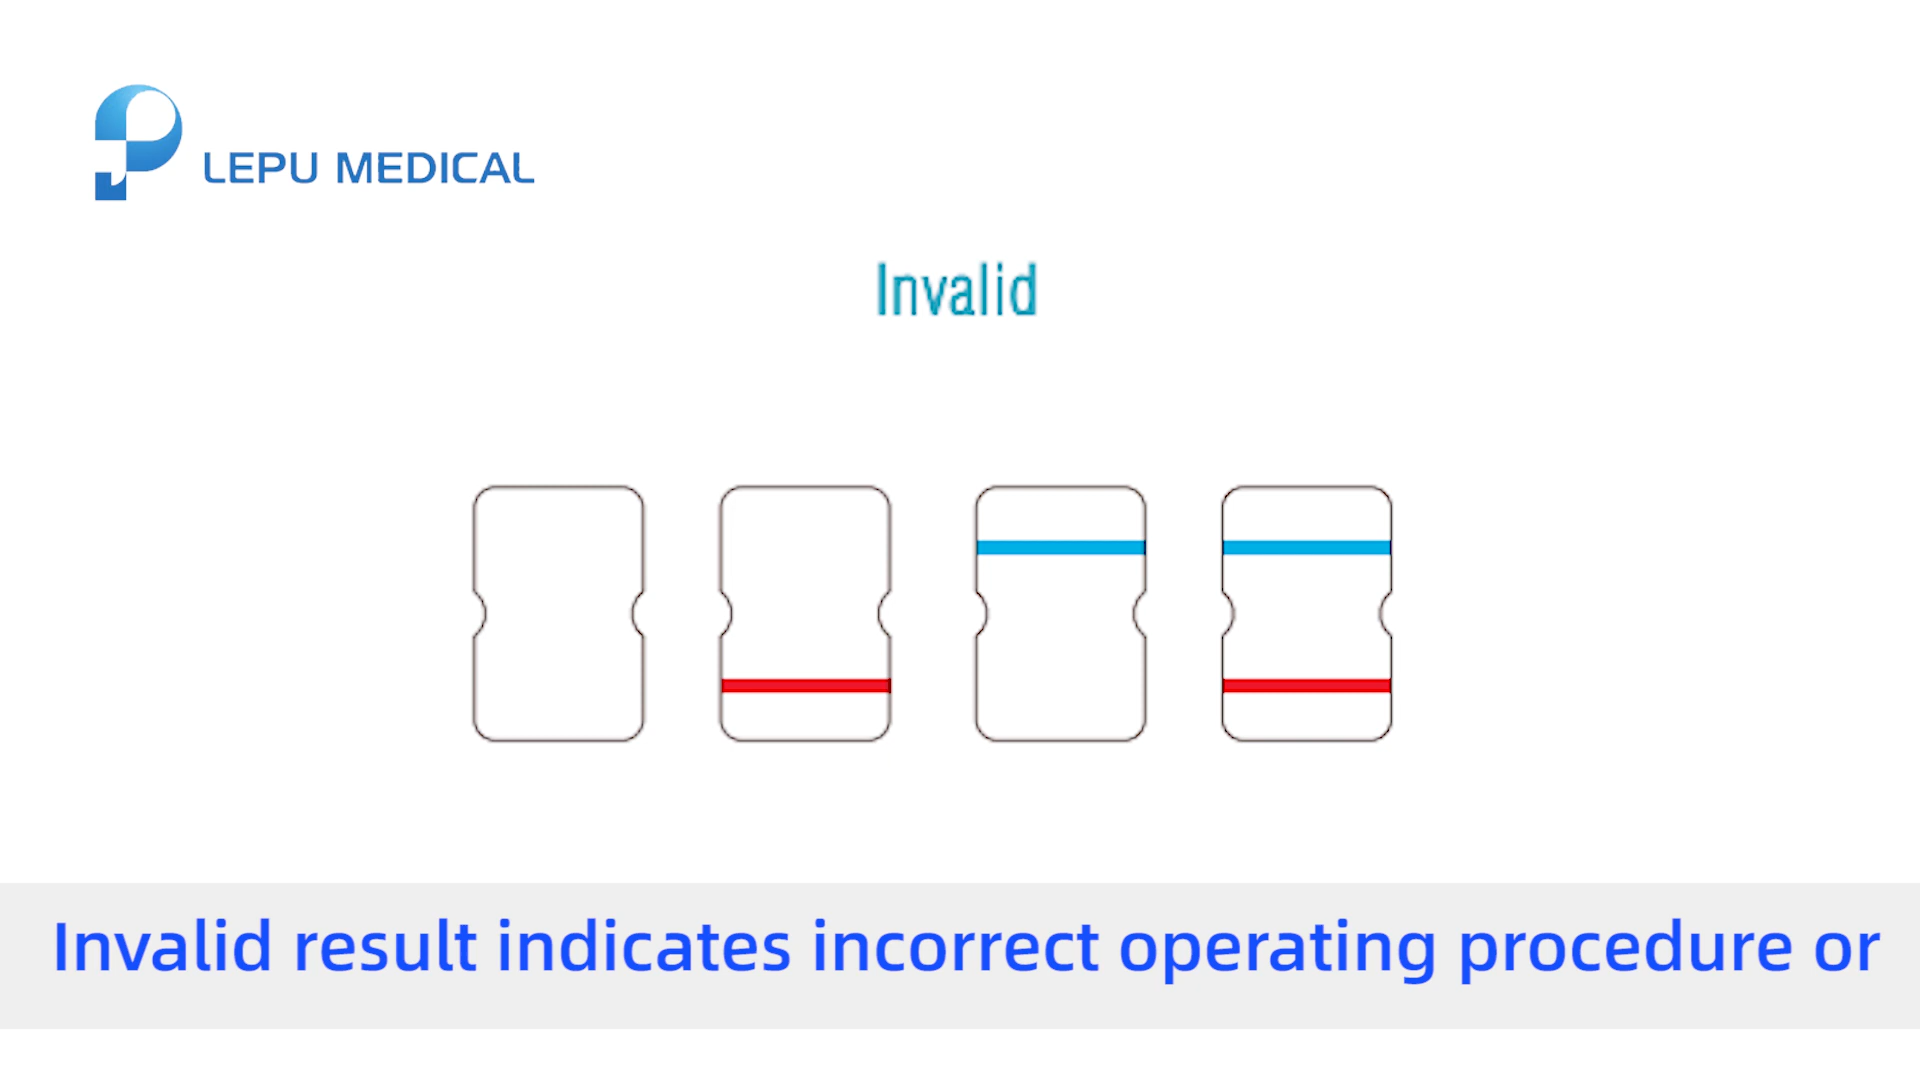 LEPU MEDICAL
Invalid
Invalid result indicates incorrect operating procedure or